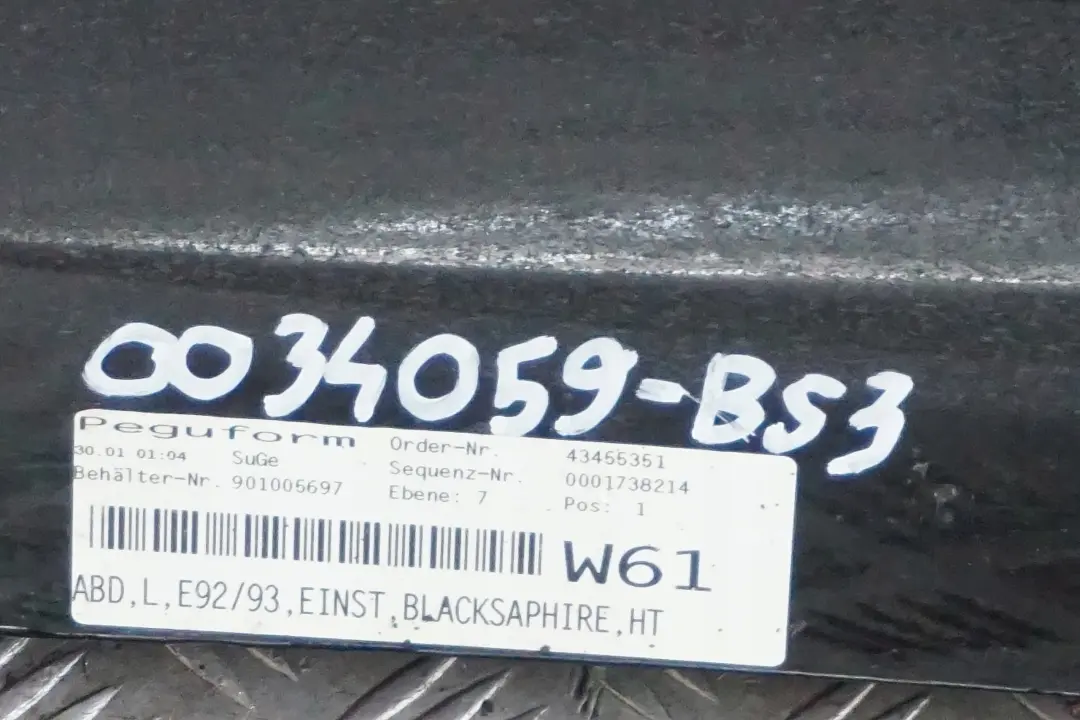 0034059-BS3
Peguform
30.01 01:04 SuGe
Behälter-Nr. 901005697
Order-Nr. 43455351
Sequenz-Nr. 0001738214
Ebene: 7 Pos: 1
W61
ABD,L,E92/93,EINST,BLACKSAPHIRE,HT